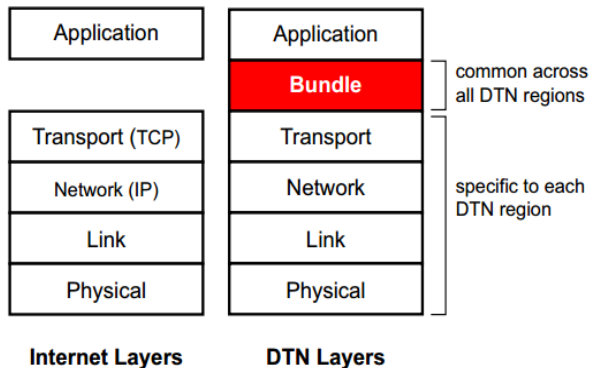 Application
Application
Bundle
common across
all DTN regions
Transport (TCP)
Transport
Network (IP)
Network
specific to each
DTN region
Link
Link
Physical
Physical
Internet Layers
DTN Layers